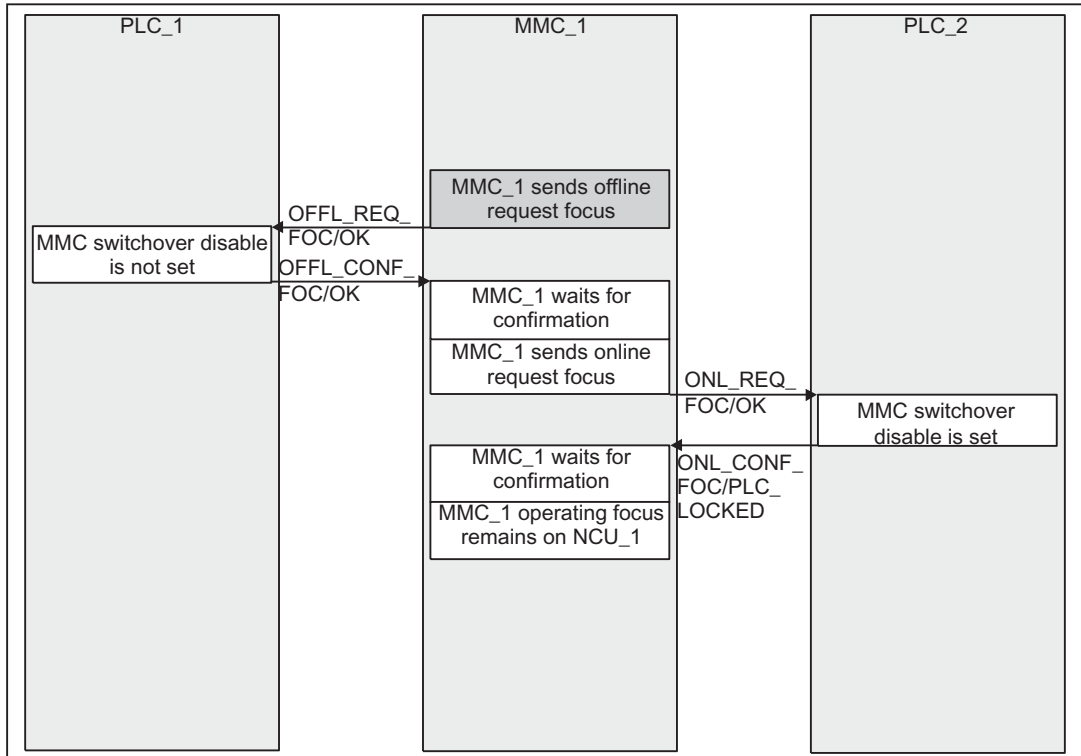 PLC_1
MMC_1
PLC_2
MMC_1 sends offline
request focus
OFFL_REQ_
FOC/OK
MMC switchover disable
is not set
OFFL_CONF_
FOC/OK
MMC_1 waits for
confirmation
MMC_1 sends online
request focus
ONL_REQ_
FOC/OK
MMC switchover
disable is set
MMC_1 waits for
confirmation
ONL_CONF_
FOC/PLC_
LOCKED
MMC_1 operating focus
remains on NCU_1